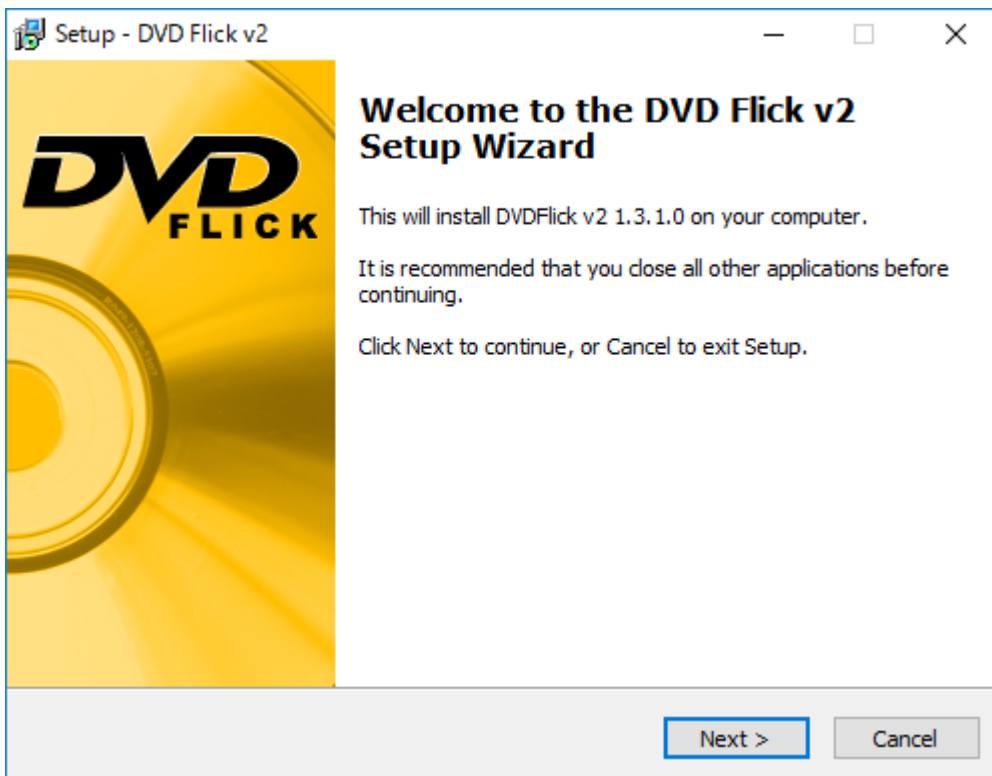 Setup - DVD Flick v2
DVD
FLICK
Welcome to the DVD Flick v2
Setup Wizard
This will install DVDFlick v2 1.3.1.0 on your computer.
It is recommended that you close all other applications before
continuing.
Click Next to continue, or Cancel to exit Setup.
Next >
Cancel